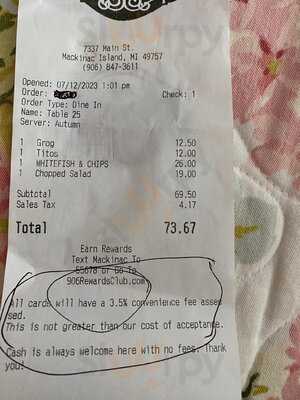 7337 Main St.
Mackinac Island, MI 49757
(906) 847-3611
Opened: 07/12/2023 1:01 pm
Order: Check: 1
Order Type: Dine In
Name: Table 25
Server: Autumn
1 Grog 12.50
1 Titos 12.00
1 WHITEFISH & CHIPS 26.00
1 Chopped Salad 19.00
Subtotal 69.50
Sales Tax 4.17
Total 73.67
Earn Rewards
Text Mackinac To
55678 or Go To
906RewardsClub.com
All cards will have a 3.5% convenience fee asses
sed.
This is not greater than our cost of acceptance.
Cash is always welcome here with no fees. Thank
you!